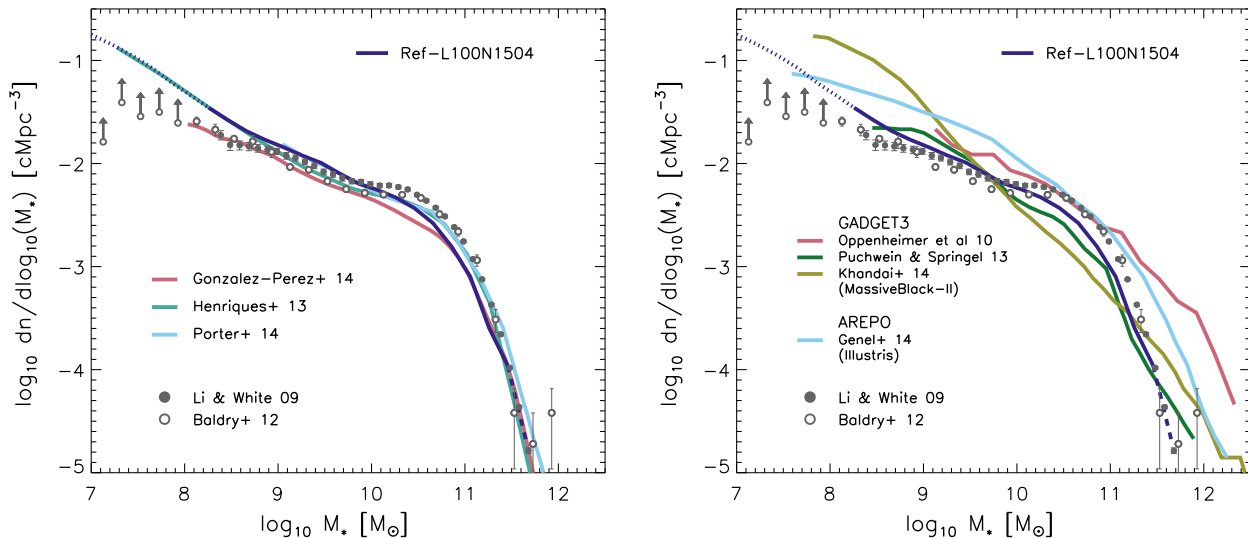 Ref-L100N1504
Gonzalez-Perez+ 14
Henriques+ 13
Porter+ 14
Li & White 09
Baldry+ 12
log₁₀ dn/dlog₁₀(M*) [cMpc⁻³]
-1
-2
-3
-4
-5
7 8 9 10 11 12
log₁₀ M* [M⊙]
Ref-L100N1504
GADGET3
Oppenheimer et al 10
Puchwein & Springel 13
Khandai+ 14
(MassiveBlack-II)
AREPO
Genel+ 14
(Illustris)
Li & White 09
Baldry+ 12
log₁₀ dn/dlog₁₀(M*) [cMpc⁻³]
-1
-2
-3
-4
-5
7 8 9 10 11 12
log₁₀ M* [M⊙]